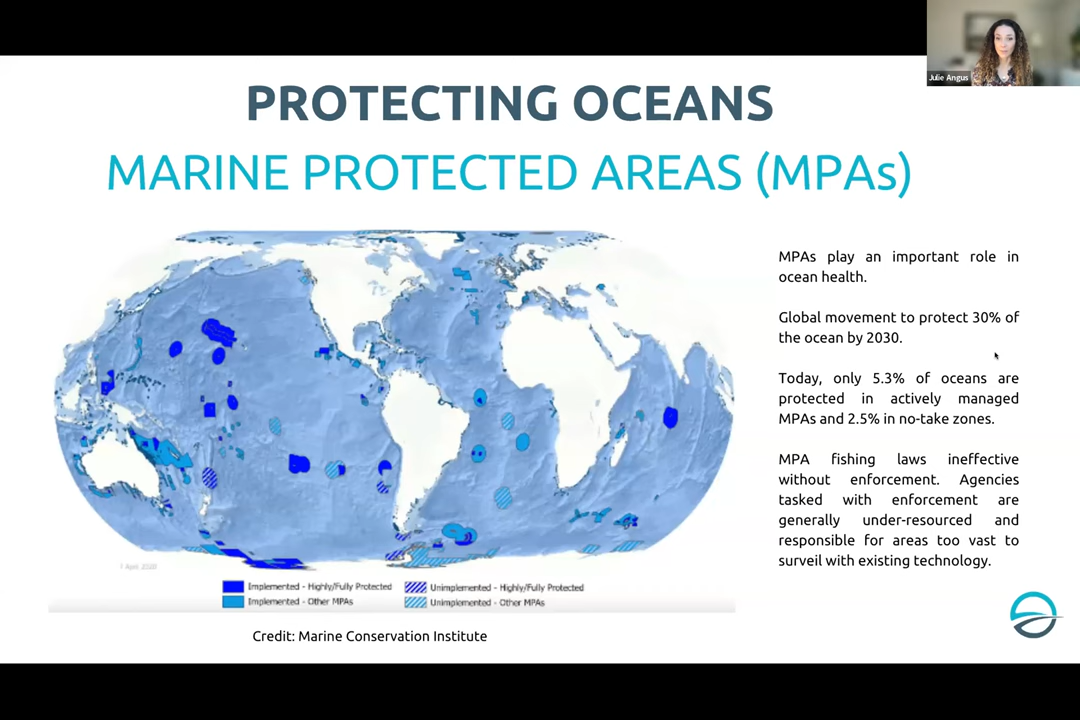 Julie Angus
PROTECTING OCEANS
MARINE PROTECTED AREAS (MPAs)
MPAs play an important role in
ocean health.
Global movement to protect 30% of
the ocean by 2030.
Today, only 5.3% of oceans are
protected in actively managed
MPAs and 2.5% in no-take zones.
MPA fishing laws ineffective
without enforcement. Agencies
tasked with enforcement are
generally under-resourced and
responsible for areas too vast to
surveil with existing technology.
Implemented - Highly/Fully Protected
Unimplemented - Highly/Fully Protected
Implemented - Other MPAs
Unimplemented - Other MPAs
Credit: Marine Conservation Institute